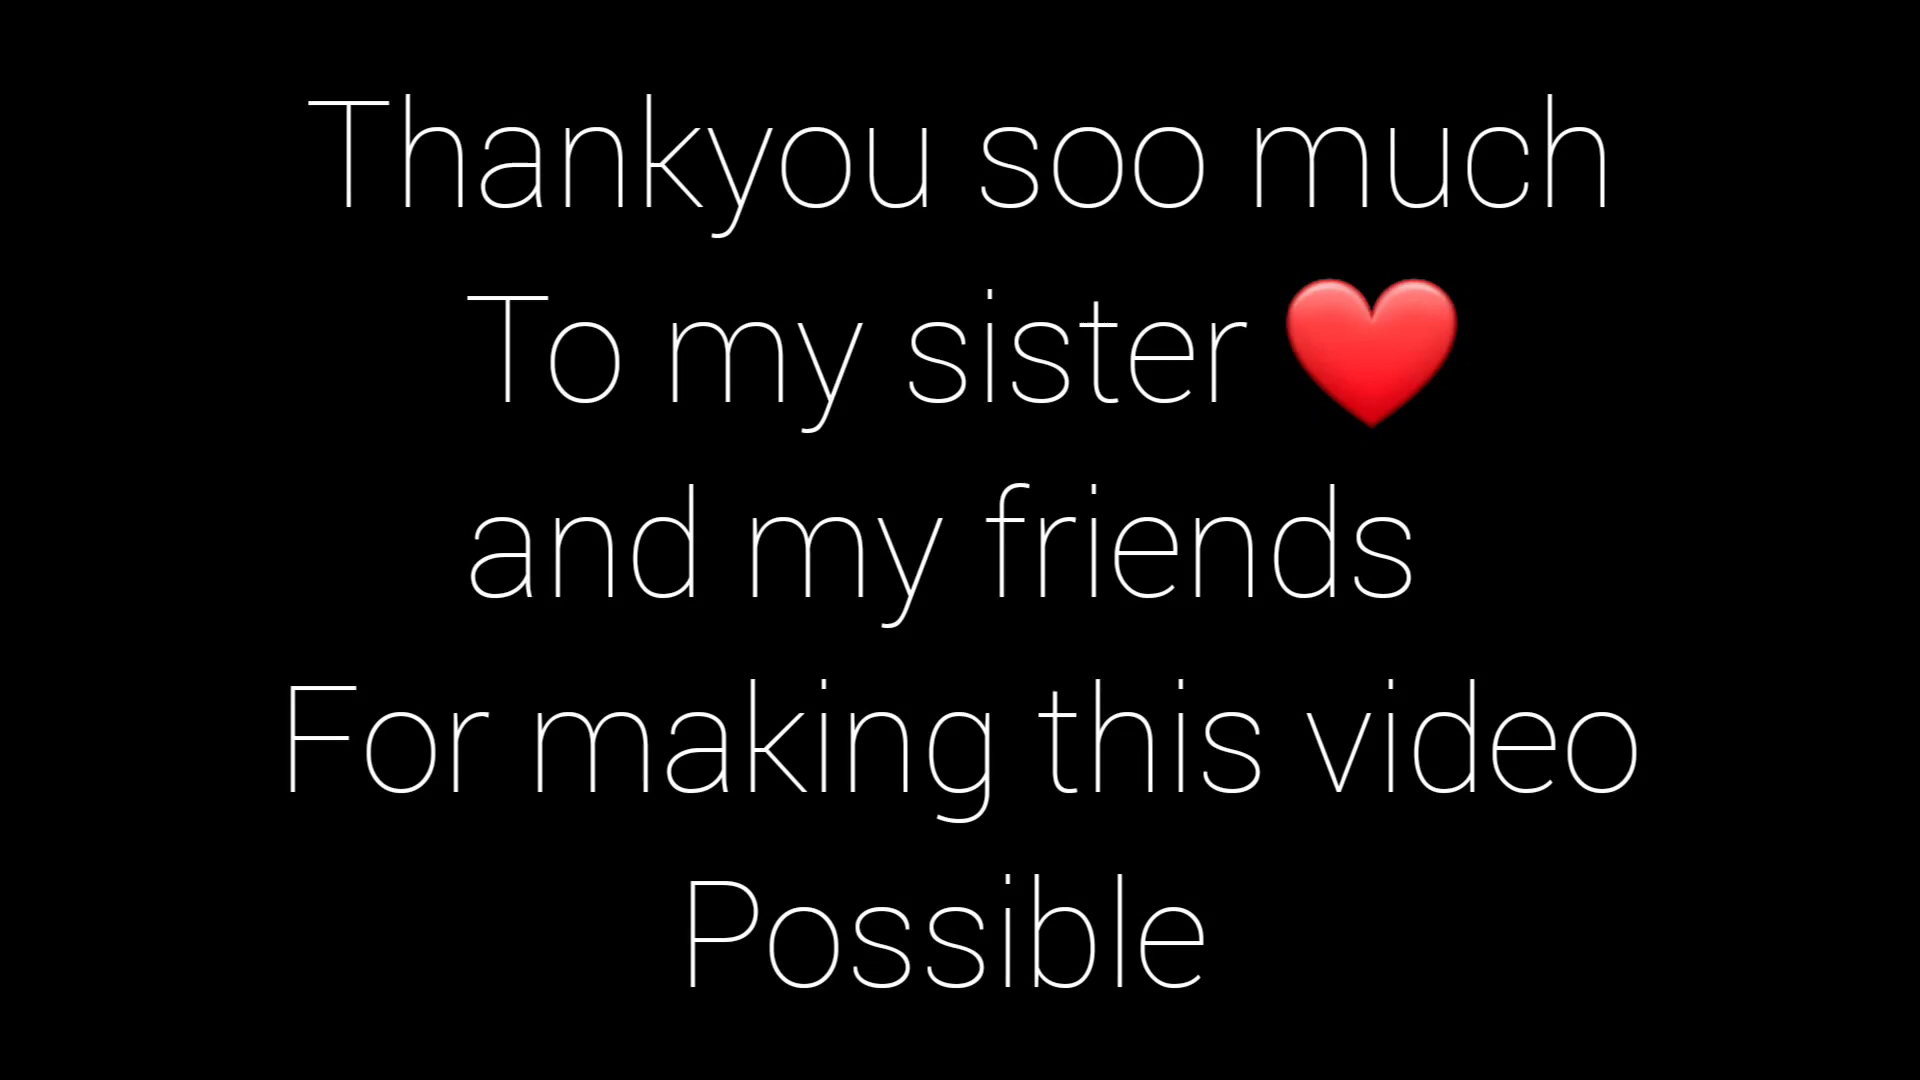 Thankyou soo much
To my sister ❤️
and my friends
For making this video
Possible